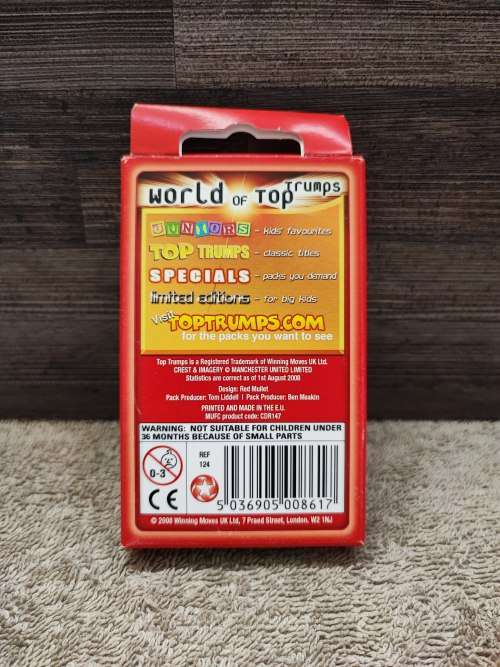 World of Top Trumps
JUNIORS - kids' favourites
TOP TRUMPS - classic titles
SPECIALS - packs you demand
limited editions - for big kids
Visit TOPTRUMPS.COM
for the packs you want to see
Top Trumps is a Registered Trademark of Winning Moves UK Ltd.
CREST & IMAGERY © MANCHESTER UNITED LIMITED
Statistics are correct as of 1st August 2008
Design: Red Mullet
Pack Producer: Tom Liddell I Pack Producer: Ben Meakin
PRINTED AND MADE IN THE E.U.
MUFC product code: CDR147
WARNING: NOT SUITABLE FOR CHILDREN UNDER
36 MONTHS BECAUSE OF SMALL PARTS
0-3
CE
REF
124
5 036905 008617
© 2008 Winning Moves UK Ltd, 7 Praed Street, London. W2 1NJ